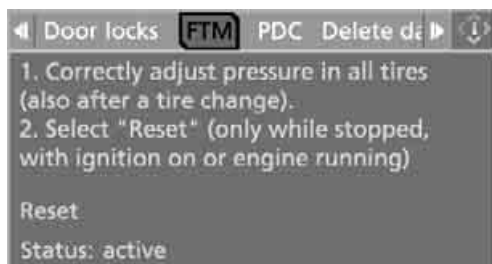 Door locks FTM PDC Delete da
1. Correctly adjust pressure in all tires
(also after a tire change).
2. Select "Reset" (only while stopped,
with ignition on or engine running)
Reset
Status: active